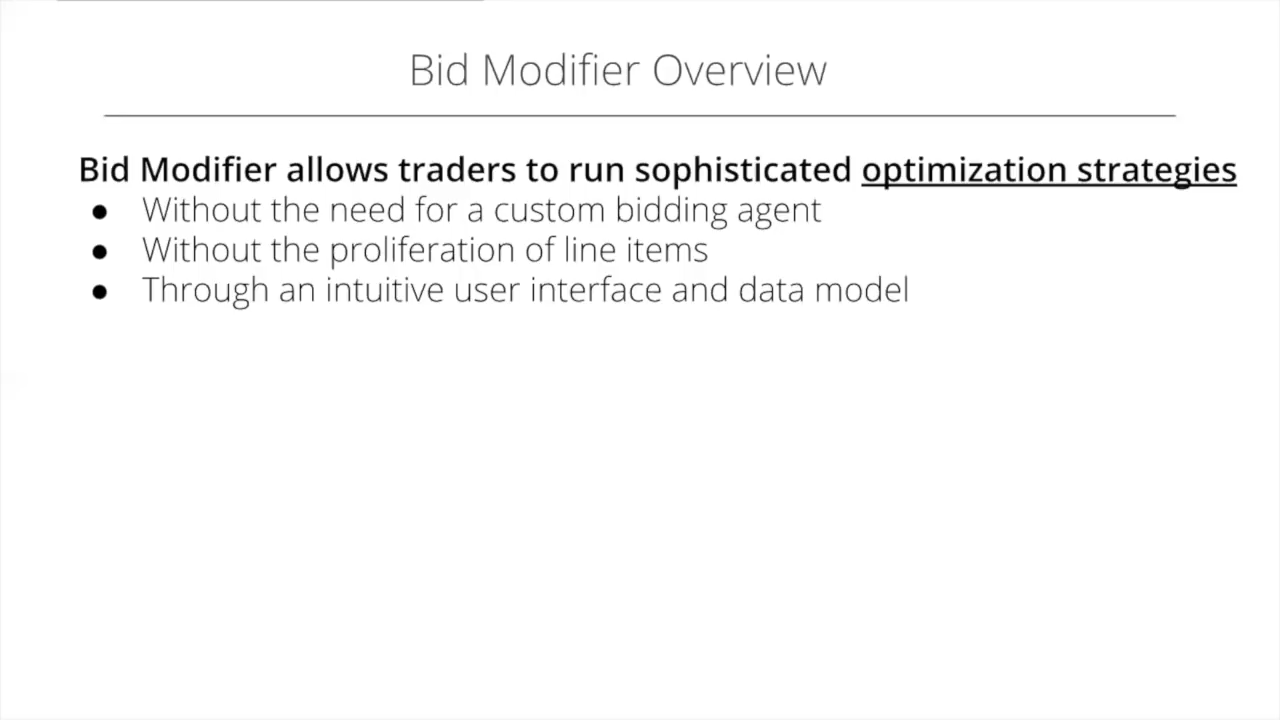 Bid Modifier Overview
Bid Modifier allows traders to run sophisticated optimization strategies
● Without the need for a custom bidding agent
● Without the proliferation of line items
● Through an intuitive user interface and data model